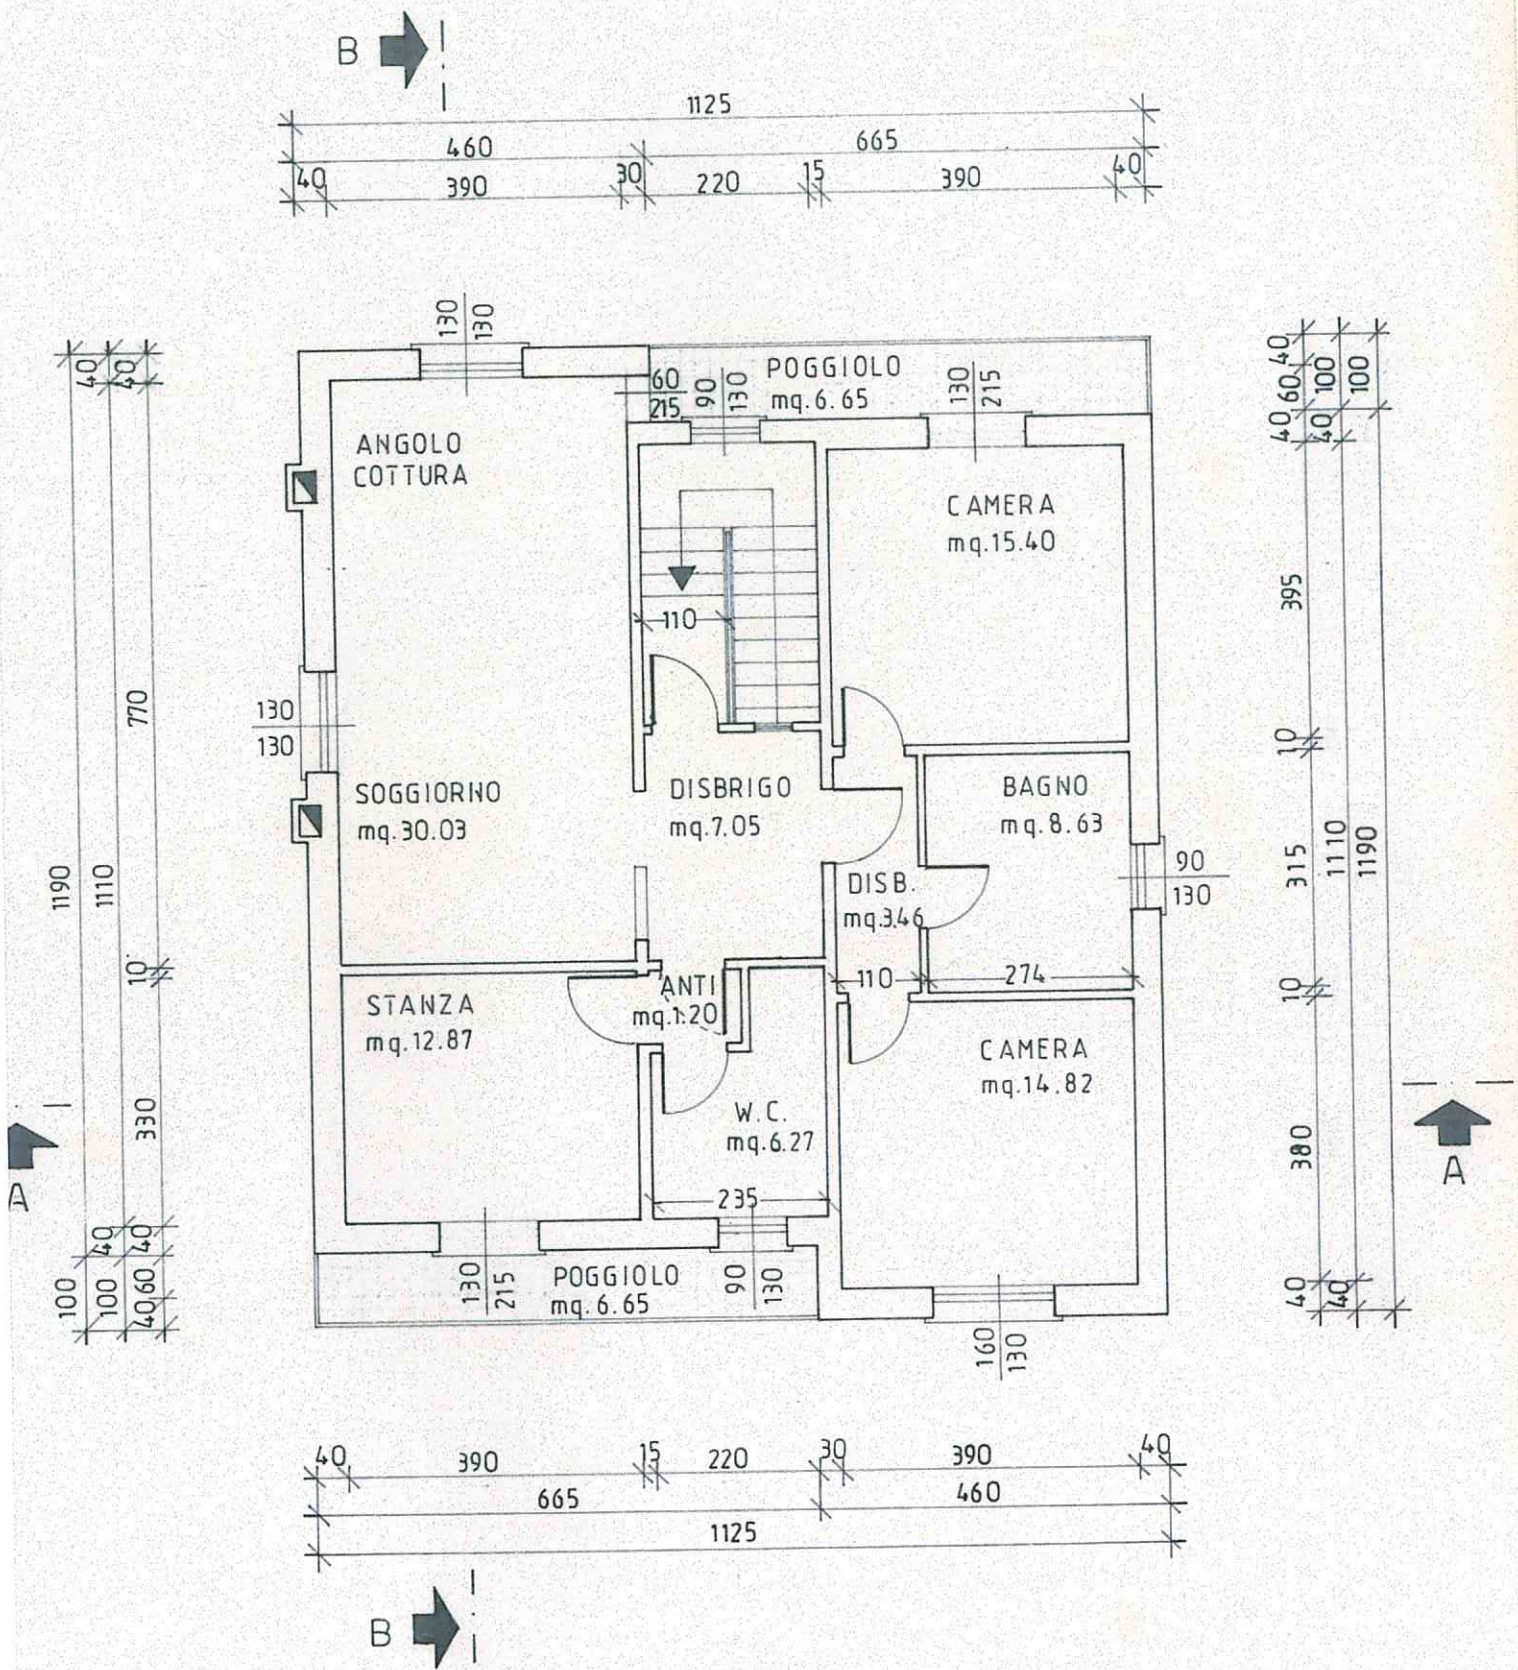 B
1125
460 665
40 390 30 220 15 390 40
130
130
60
215
90
130
POGGIOLO
mq.6.65
130
215
ANGOLO
COTTURA
CAMERA
mq.15.40
110
130
130
SOGGIORNO
mq.30.03
DISBRIGO
mq.7.05
BAGNO
mq.8.63
90
130
DISB.
mq.3.46
110
274
STANZA
mq.12.87
ANTI
mq.1.20
CAMERA
mq.14.82
W.C.
mq.6.27
235
130
215
POGGIOLO
mq.6.65
90
130
160
130
40 40
770
1190 1110
10
330
40 40
100 100 40 60
40 60 40
100 100
40
395
10
315 1110 1190
10
380
40 40
A
A
40 390 15 220 30 390 40
665 460
1125
B